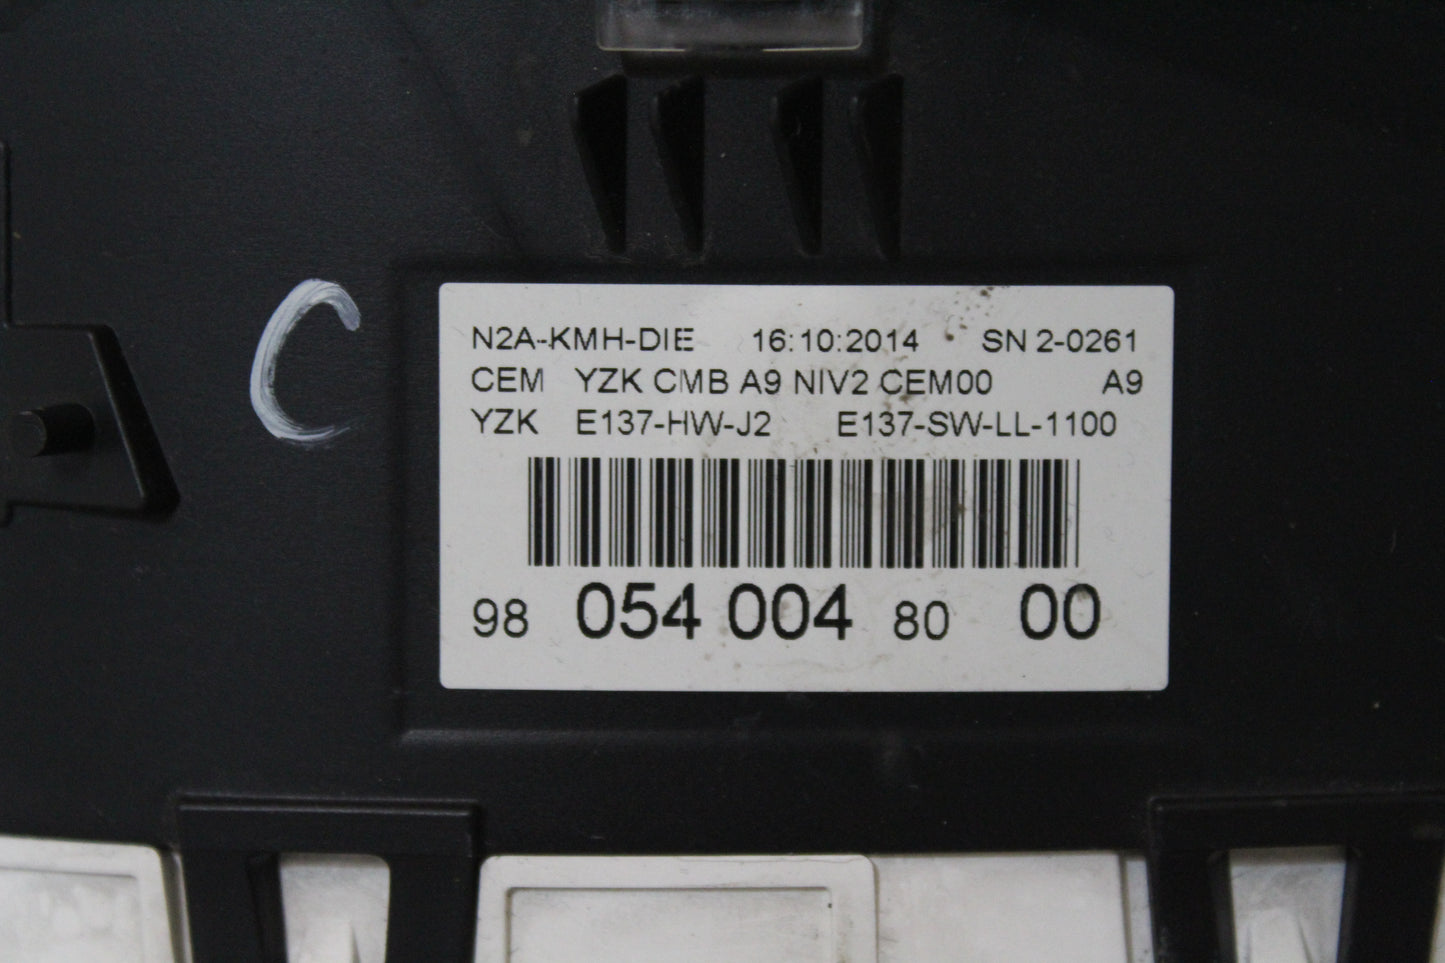 C
N2A-KMH-DIE 16:10:2014 SN 2-0261
CEM YZK CMB A9 NIV2 CEM00 A9
YZK E137-HW-J2 E137-SW-LL-1100
98 054 004 80 00